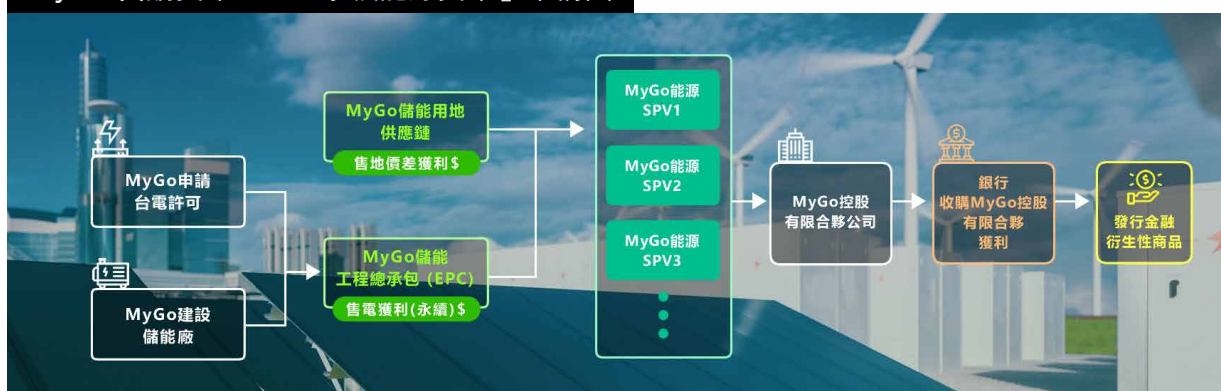 MyGo申請
台電許可
MyGo建設
儲能廠
MyGo儲能用地
供應鏈
售地價差獲利$
MyGo儲能
工程總承包 (EPC)
售電獲利(永續)$
MyGo能源
SPV1
MyGo能源
SPV2
MyGo能源
SPV3
MyGo控股
有限合夥公司
銀行
收購MyGo控股
有限合夥
獲利
發行金融
衍生性商品